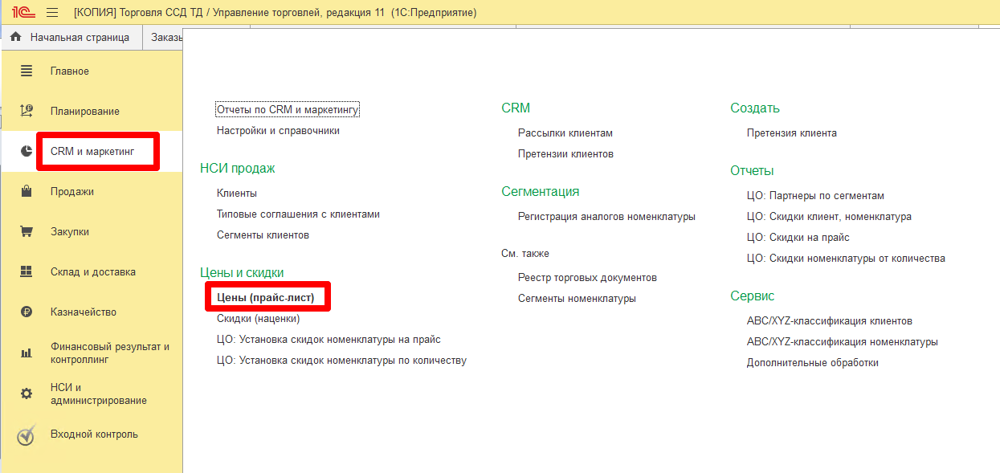 1С [КОПИЯ] Торговля ССД ТД / Управление торговлей, редакция 11 (1С:Предприятие)
Начальная страница
Заказы
Главное
Планирование
CRM и маркетинг
Продажи
Закупки
Склад и доставка
Казначейство
Финансовый результат и
контроллинг
НСИ и
администрирование
Входной контроль
Отчеты по CRM и маркетингу
Настройки и справочники
НСИ продаж
Клиенты
Типовые соглашения с клиентами
Сегменты клиентов
Цены и скидки
Цены (прайс-лист)
Скидки (наценки)
ЦО: Установка скидок номенклатуры на прайс
ЦО: Установка скидок номенклатуры по количеству
CRM
Рассылки клиентам
Претензии клиентов
Сегментация
Регистрация аналогов номенклатуры
См. также
Реестр торговых документов
Сегменты номенклатуры
Создать
Претензия клиента
Отчеты
ЦО: Партнеры по сегментам
ЦО: Скидки клиент, номенклатура
ЦО: Скидки на прайс
ЦО: Скидки номенклатуры от количества
Сервис
ABC/XYZ-классификация клиентов
ABC/XYZ-классификация номенклатуры
Дополнительные обработки